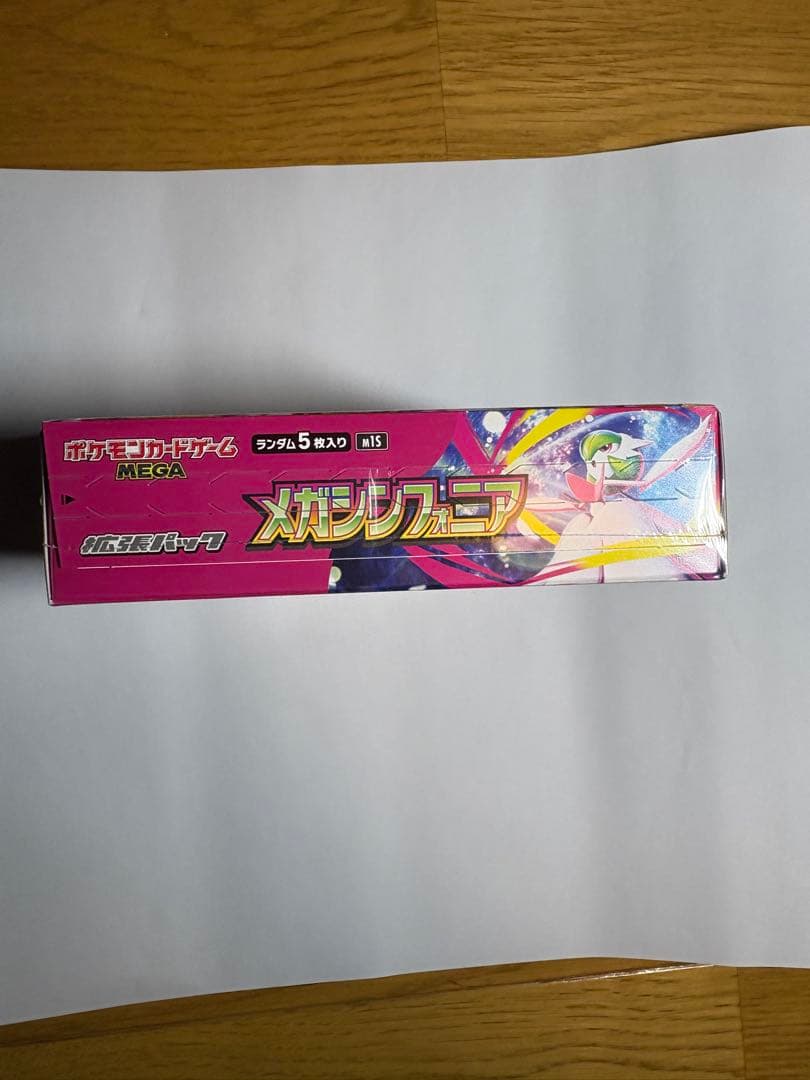 ポケモンカードゲーム
MEGA
ランダム5枚入り M1S
メガシンフォニア
拡張パック